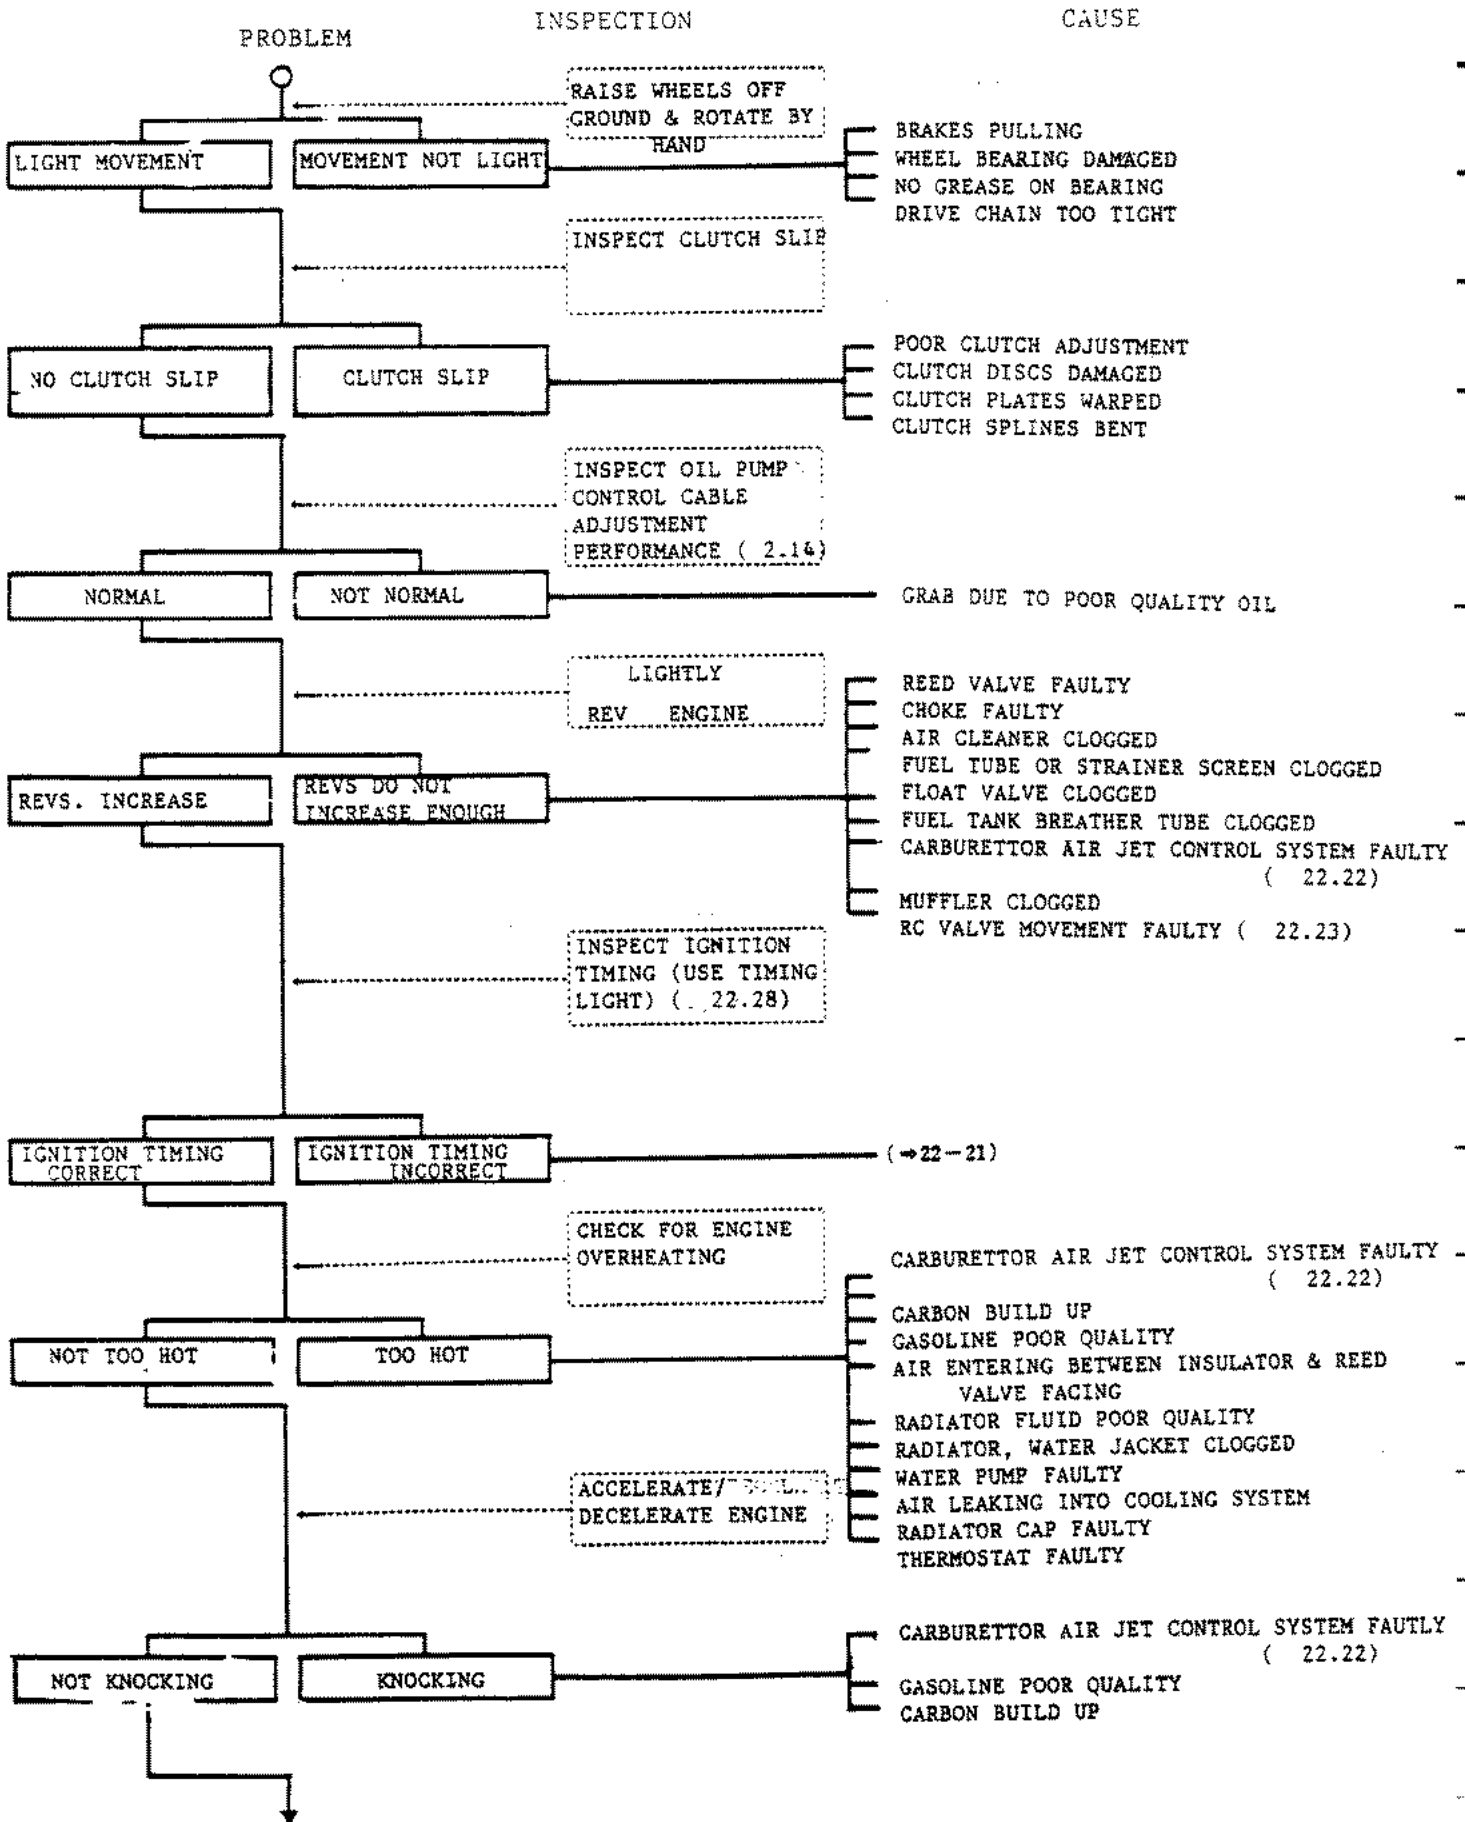 INSPECTION
CAUSE
PROBLEM
RAISE WHEELS OFF
GROUND & ROTATE BY
HAND
LIGHT MOVEMENT
MOVEMENT NOT LIGHT
BRAKES PULLING
WHEEL BEARING DAMAGED
NO GREASE ON BEARING
DRIVE CHAIN TOO TIGHT
INSPECT CLUTCH SLIP
NO CLUTCH SLIP
CLUTCH SLIP
POOR CLUTCH ADJUSTMENT
CLUTCH DISCS DAMAGED
CLUTCH PLATES WARPED
CLUTCH SPLINES BENT
INSPECT OIL PUMP
CONTROL CABLE
ADJUSTMENT
PERFORMANCE ( 2.14)
NORMAL
NOT NORMAL
GRAB DUE TO POOR QUALITY OIL
LIGHTLY
REV ENGINE
REVS. INCREASE
REVS DO NOT
INCREASE ENOUGH
REED VALVE FAULTY
CHOKE FAULTY
AIR CLEANER CLOGGED
FUEL TUBE OR STRAINER SCREEN CLOGGED
FLOAT VALVE CLOGGED
FUEL TANK BREATHER TUBE CLOGGED
CARBURETTOR AIR JET CONTROL SYSTEM FAULTY
( 22.22)
MUFFLER CLOGGED
RC VALVE MOVEMENT FAULTY ( 22.23)
INSPECT IGNITION
TIMING (USE TIMING
LIGHT) ( 22.28)
IGNITION TIMING
CORRECT
IGNITION TIMING
INCORRECT
(→22-21)
CHECK FOR ENGINE
OVERHEATING
NOT TOO HOT
TOO HOT
CARBURETTOR AIR JET CONTROL SYSTEM FAULTY
( 22.22)
CARBON BUILD UP
GASOLINE POOR QUALITY
AIR ENTERING BETWEEN INSULATOR & REED
VALVE FACING
RADIATOR FLUID POOR QUALITY
RADIATOR, WATER JACKET CLOGGED
WATER PUMP FAULTY
AIR LEAKING INTO COOLING SYSTEM
RADIATOR CAP FAULTY
THERMOSTAT FAULTY
ACCELERATE/
DECELERATE ENGINE
NOT KNOCKING
KNOCKING
CARBURETTOR AIR JET CONTROL SYSTEM FAUTLY
( 22.22)
GASOLINE POOR QUALITY
CARBON BUILD UP